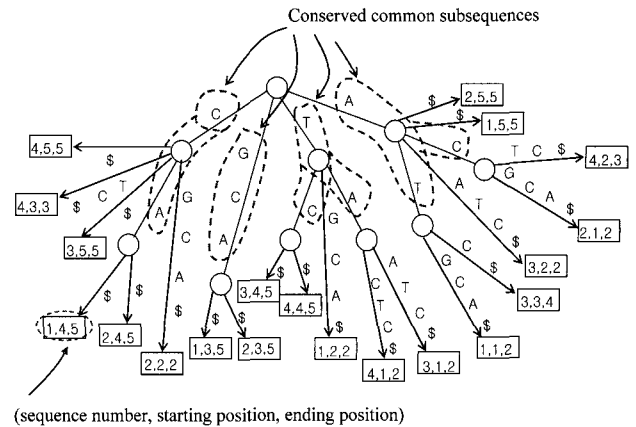 Conserved common subsequences
A
$
2,5,5
C
T
$
1,5,5
4,5,5
$
G
C
T C $
4,2,3
4,3,3
$ C T
C
T
A
G C A $
2,1,2
$
A
G
A
C
A
T
3,5,5
C
G
C
$
3,2,2
A
G
C
$
3,3,4
$
$
A
$
$
3,4,5
4,4,5
C
A
C
T
C
A
T
C
C
A
1,4,5
2,4,5
$
$
$
$
$
$
$
$
2,2,2
1,3,5
2,3,5
1,2,2
4,1,2
3,1,2
1,1,2
(sequence number, starting position, ending position)